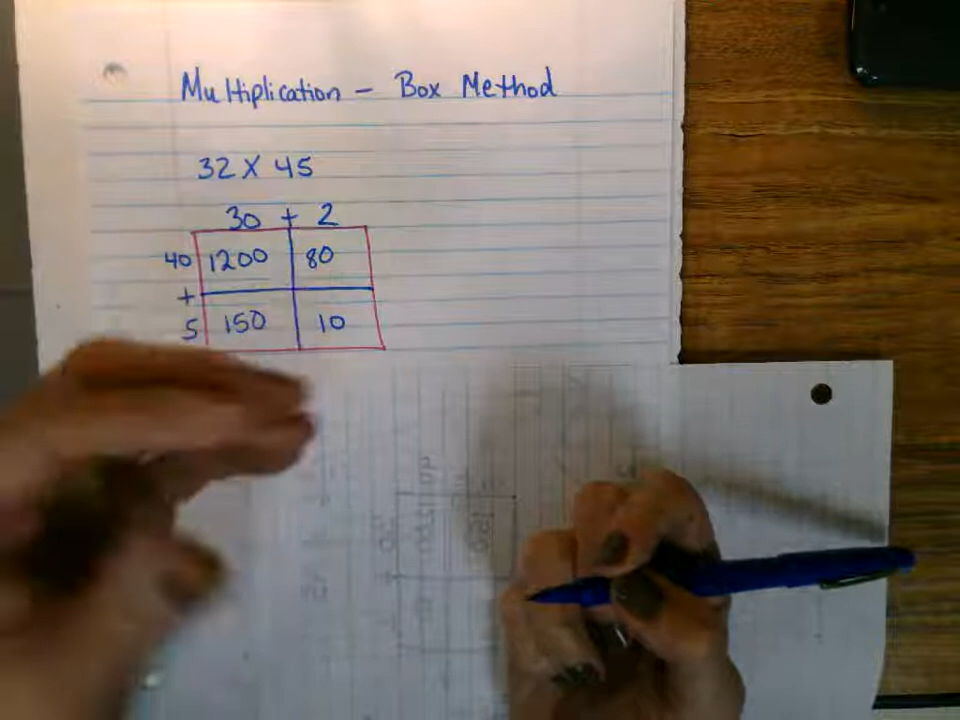 Multiplication - Box Method
32 X 45
30 + 2
40 1200 80
+
5 150 10